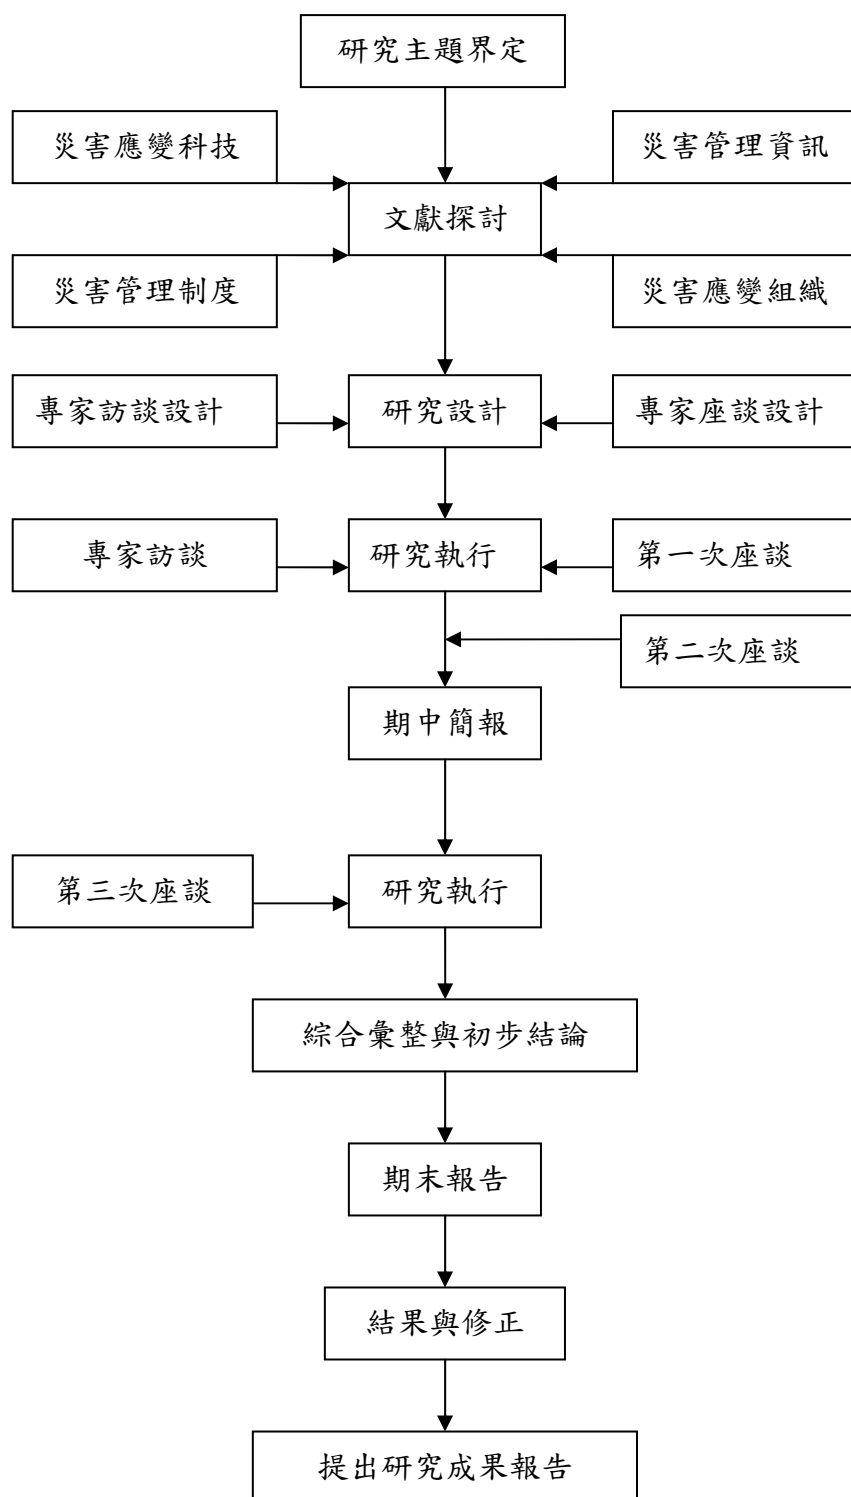 研究主題界定
災害應變科技
災害管理資訊
文獻探討
災害管理制度
災害應變組織
專家訪談設計
研究設計
專家座談設計
專家訪談
研究執行
第一次座談
第二次座談
期中簡報
第三次座談
研究執行
綜合彙整與初步結論
期末報告
結果與修正
提出研究成果報告